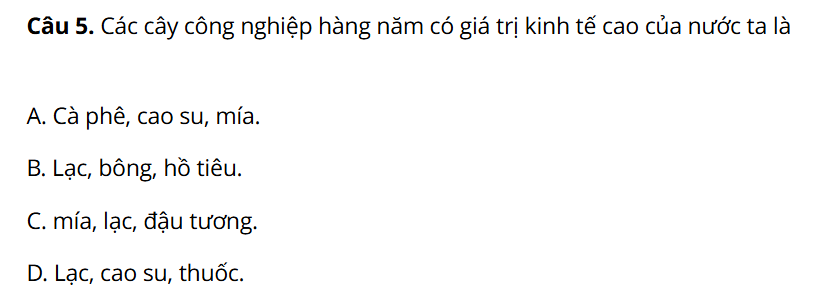 Câu 5. Các cây công nghiệp hàng năm có giá trị kinh tế cao của nước ta là
A. Cà phê, cao su, mía.
B. Lạc, bông, hồ tiêu.
C. mía, lạc, đậu tương.
D. Lạc, cao su, thuốc.